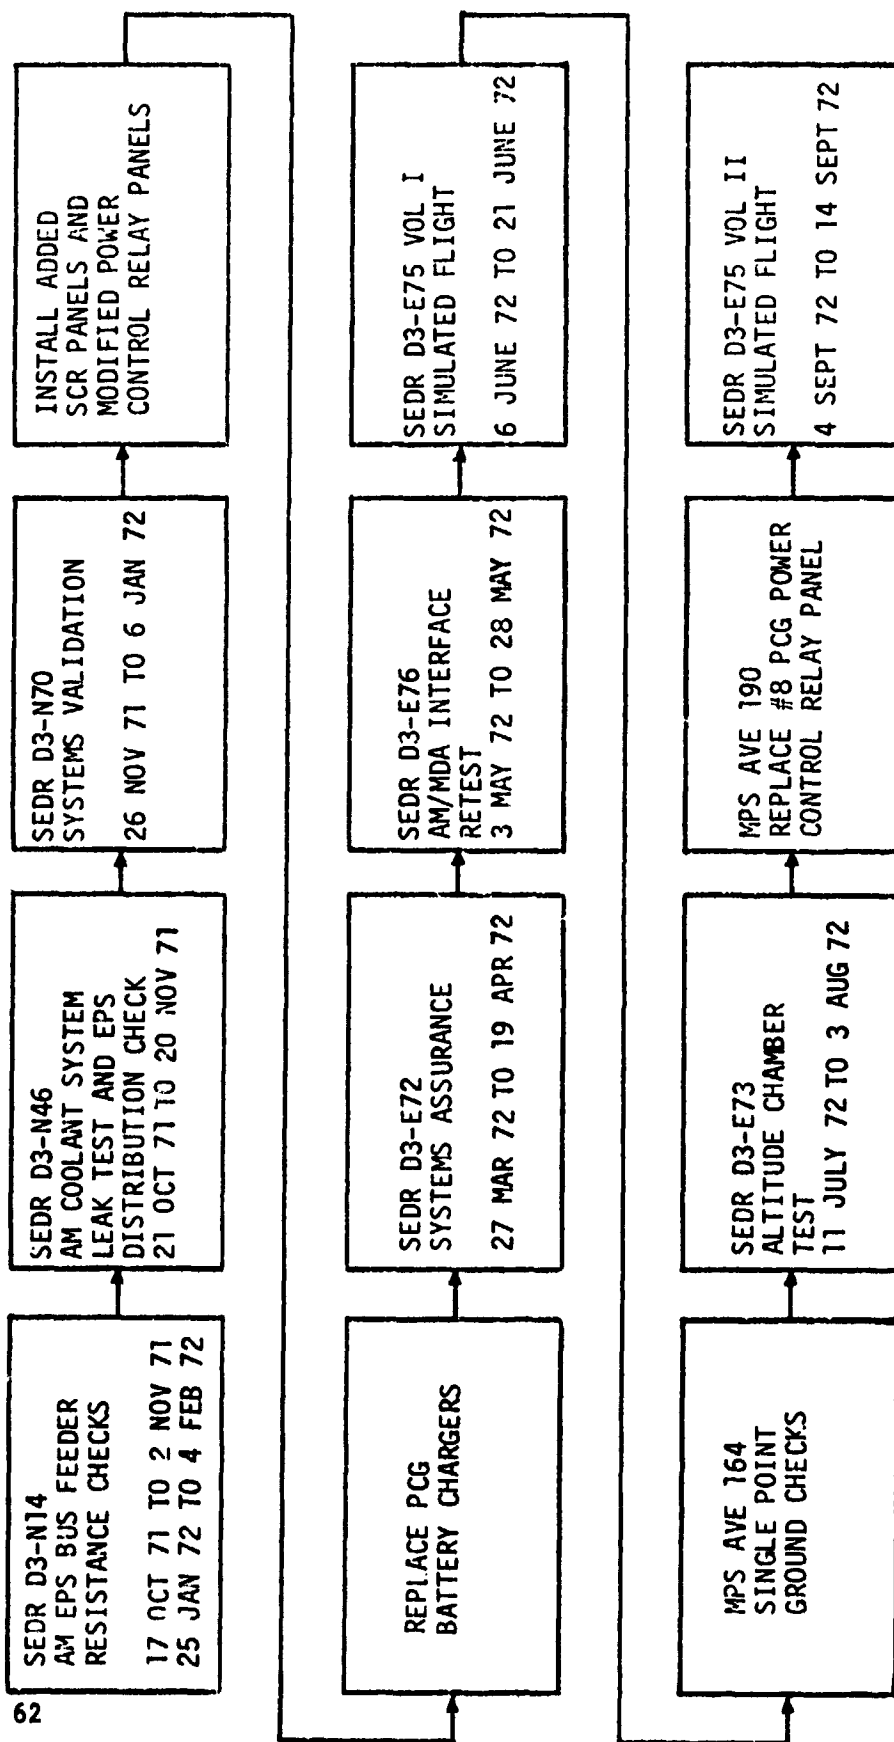 SEDR D3-N14
AM EPS BUS FEEDER
RESISTANCE CHECKS
17 OCT 71 TO 2 NOV 71
25 JAN 72 TO 4 FEB 72
SEDR D3-N46
AM COOLANT SYSTEM
LEAK TEST AND EPS
DISTRIBUTION CHECK
21 OCT 71 TO 20 NOV 71
SEDR D3-N70
SYSTEMS VALIDATION
26 NOV 71 TO 6 JAN 72
INSTALL ADDED
SCR PANELS AND
MODIFIED POWER
CONTROL RELAY PANELS
REPLACE PCG
BATTERY CHARGERS
SEDR D3-E72
SYSTEMS ASSURANCE
27 MAR 72 TO 19 APR 72
SEDR D3-E76
AM/MDA INTERFACE
RETEST
3 MAY 72 TO 28 MAY 72
SEDR D3-E75 VOL I
SIMULATED FLIGHT
6 JUNE 72 TO 21 JUNE 72
MPS AVE 164
SINGLE POINT
GROUND CHECKS
SEDR D3-E73
ALTITUDE CHAMBER
TEST
11 JULY 72 TO 3 AUG 72
MPS AVE 190
REPLACE #8 PCG POWER
CONTROL RELAY PANEL
SEDR D3-E75 VOL II
SIMULATED FLIGHT
4 SEPT 72 TO 14 SEPT 72
62